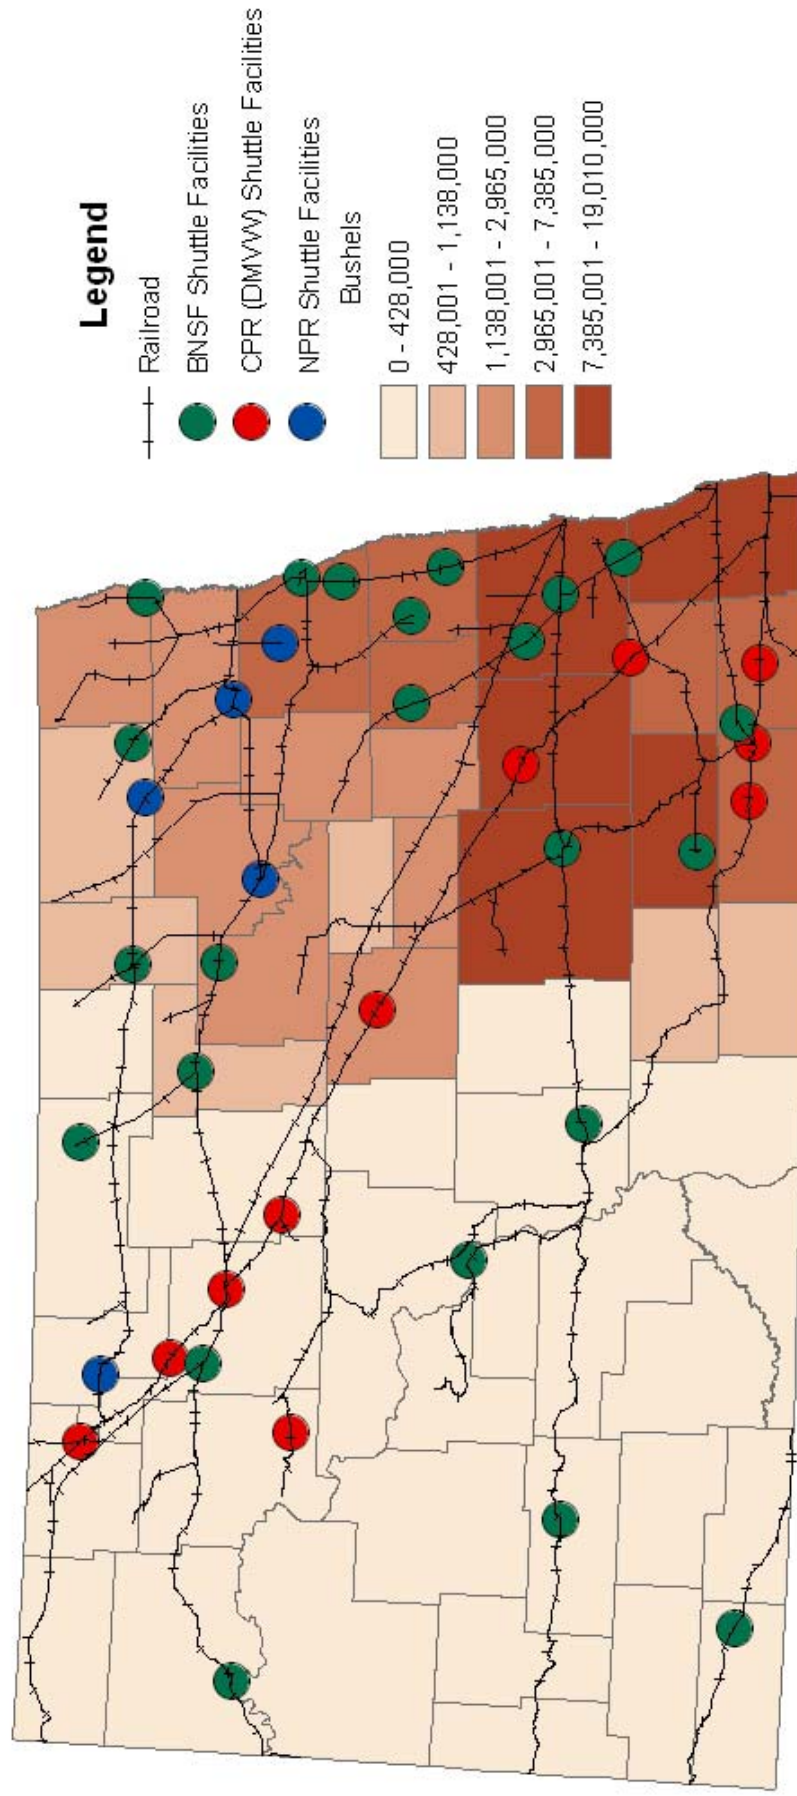 Legend
Railroad
BNSF Shuttle Facilities
CPR (DMVW) Shuttle Facilities
NPR Shuttle Facilities
Bushels
0 - 428,000
428,001 - 1,138,000
1,138,001 - 2,965,000
2,965,001 - 7,385,000
7,385,001 - 19,010,000